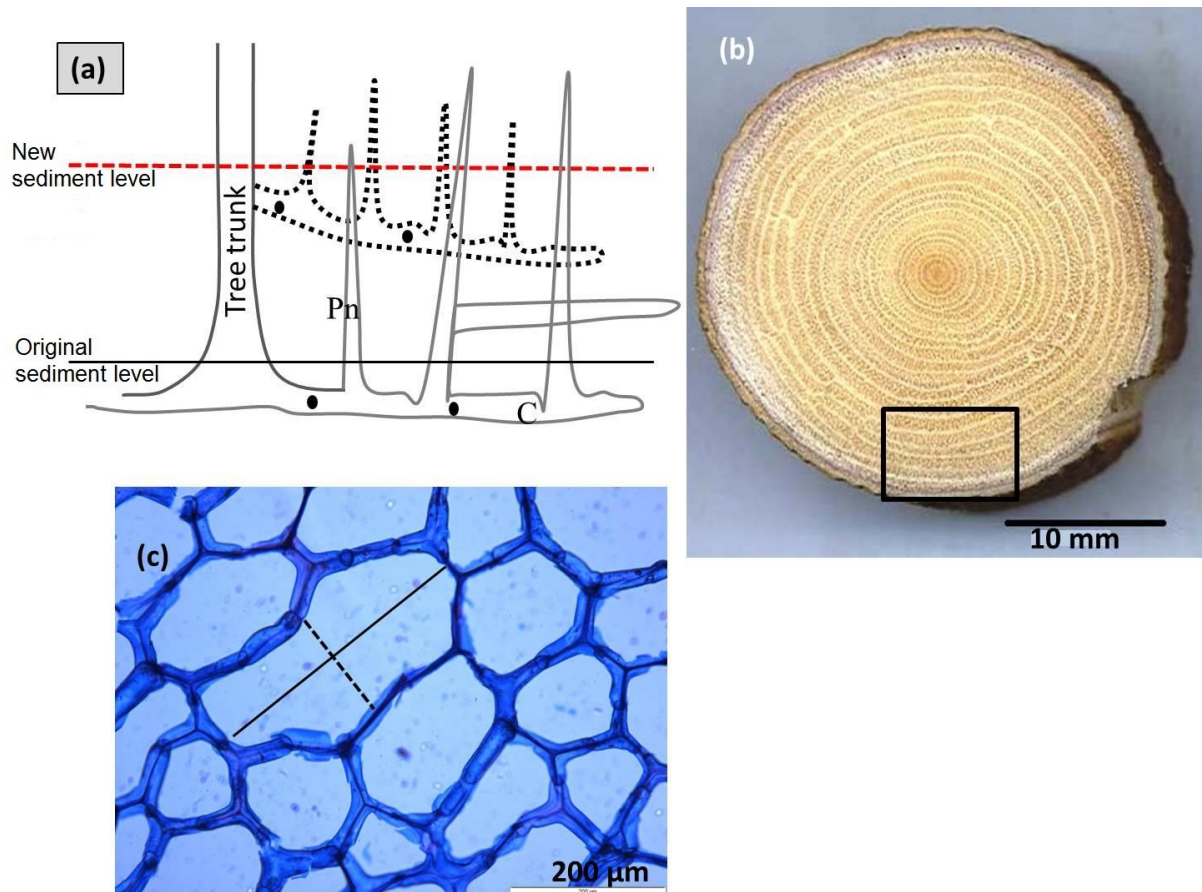 (a)
New
sediment level
Tree trunk
Pn
Original
sediment level
C
(b)
10 mm
(c)
200 µm